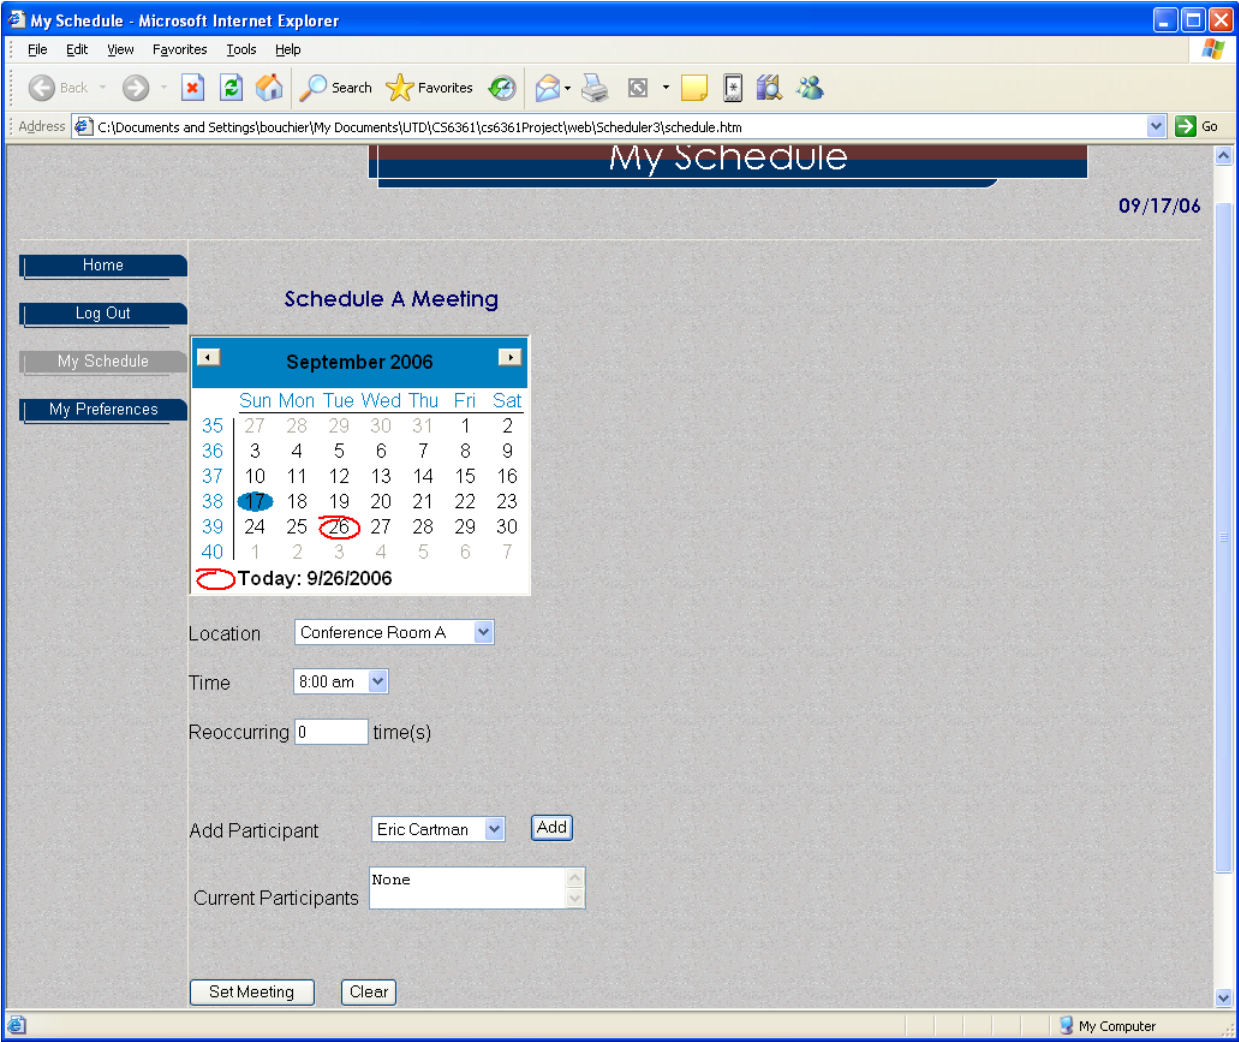 My Schedule - Microsoft Internet Explorer
File Edit View Favorites Tools Help
Back Search Favorites
Address C:\Documents and Settings\bouchier\My Documents\UTD\CS6361\cs6361Project\web\Scheduler3\schedule.htm Go
My Schedule
09/17/06
Home
Log Out
My Schedule
My Preferences
Schedule A Meeting
September 2006
Sun Mon Tue Wed Thu Fri Sat
35 27 28 29 30 31 1 2
36 3 4 5 6 7 8 9
37 10 11 12 13 14 15 16
38 17 18 19 20 21 22 23
39 24 25 26 27 28 29 30
40 1 2 3 4 5 6 7
Today: 9/26/2006
Location Conference Room A
Time 8:00 am
Reoccurring 0 time(s)
Add Participant Eric Cartman Add
Current Participants None
Set Meeting Clear
My Computer